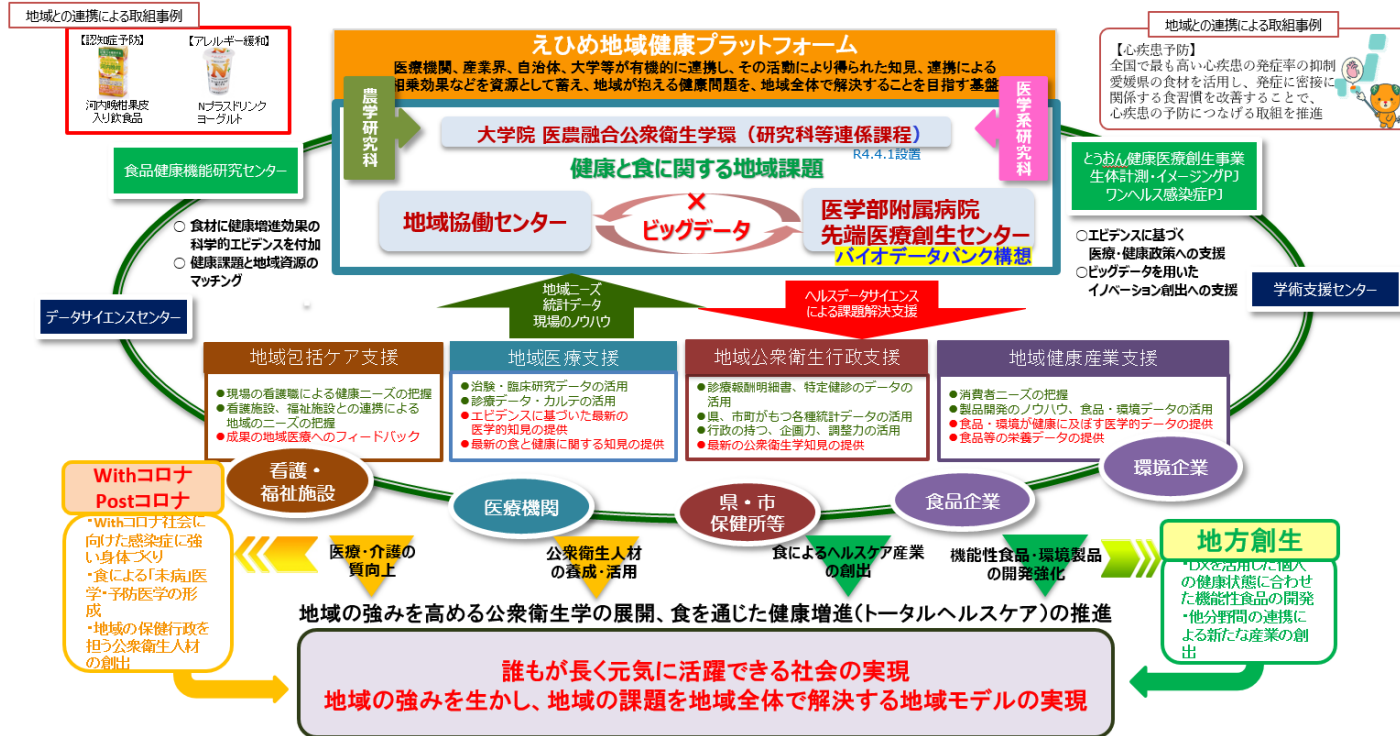 地域との連携による取組事例
【認知症予防】
河内晩柑果皮
入り飲食品
【アレルギー緩和】
Nプラスドリンク
ヨーグルト
えひめ地域健康プラットフォーム
医療機関、産業界、自治体、大学等が有機的に連携し、その活動により得られた知見、連携による
相乗効果などを資源として蓄え、地域が抱える健康問題を、地域全体で解決することを目指す基盤
地域との連携による取組事例
【心疾患予防】
全国で最も高い心疾患の発症率の抑制
愛媛県の食材を活用し、発症に密接に
関係する食習慣を改善することで、
心疾患の予防につなげる取組を推進
農学研究科
医学系研究科
大学院 医農融合公衆衛生学環（研究科等連係課程）
R4.4.1設置
健康と食に関する地域課題
地域協働センター
×
ビッグデータ
医学部附属病院
先端医療創生センター
バイオデータバンク構想
食品健康機能研究センター
○ 食材に健康増進効果の
科学的エビデンスを付加
○ 健康課題と地域資源の
マッチング
データサイエンスセンター
とうおん健康医療創生事業
生体計測・イメージングPJ
ワンヘルス感染症PJ
○エビデンスに基づく
医療・健康政策への支援
○ビッグデータを用いた
イノベーション創出への支援
学術支援センター
地域ニーズ
統計データ
現場のノウハウ
ヘルスデータサイエンス
による課題解決支援
地域包括ケア支援
●現場の看護職による健康ニーズの把握
●看護施設、福祉施設との連携による
地域のニーズの把握
●成果の地域医療へのフィードバック
地域医療支援
●治験・臨床研究データの活用
●診療データ・カルテの活用
●エビデンスに基づいた最新の
医学的知見の提供
●最新の食と健康に関する知見の提供
地域公衆衛生行政支援
●診療報酬明細書、特定健診のデータの
活用
●県、市町がもつ各種統計データの活用
●行政の持つ、企画力、調整力の活用
●最新の公衆衛生学知見の提供
地域健康産業支援
●消費者ニーズの把握
●製品開発のノウハウ、食品・環境データの活用
●食品・環境が健康に及ぼす医学的データの提供
●食品等の栄養データの提供
看護・
福祉施設
医療機関
県・市
保健所等
食品企業
環境企業
Withコロナ
Postコロナ
・Withコロナ社会に
向けた感染症に強
い身体づくり
・食による「未病」医
学・予防医学の形
成
・地域の保健行政を
担う公衆衛生人材
の創出
医療・介護の
質向上
公衆衛生人材
の養成・活用
食によるヘルスケア産業
の創出
機能性食品・環境製品
の開発強化
地方創生
・DXを活用した個人
の健康状態に合わせ
た機能性食品の開発
・他分野間の連携に
よる新たな産業の創
出
地域の強みを高める公衆衛生学の展開、食を通じた健康増進（トータルヘルスケア）の推進
誰もが長く元気に活躍できる社会の実現
地域の強みを生かし、地域の課題を地域全体で解決する地域モデルの実現